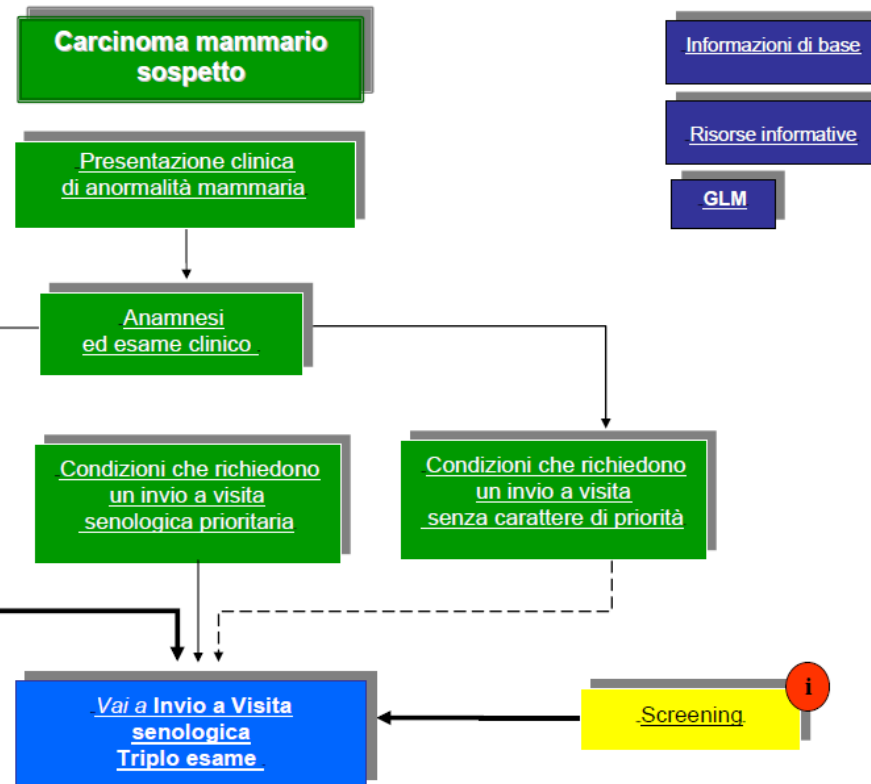 Carcinoma mammario
sospetto
Informazioni di base
Risorse informative
GLM
Presentazione clinica
di anormalità mammaria
Anamnesi
ed esame clinico
Condizioni che richiedono
un invio a visita
senologica prioritaria
Condizioni che richiedono
un invio a visita
senza carattere di priorità
Vai a Invio a Visita
senologica
Triplo esame
Screening
i